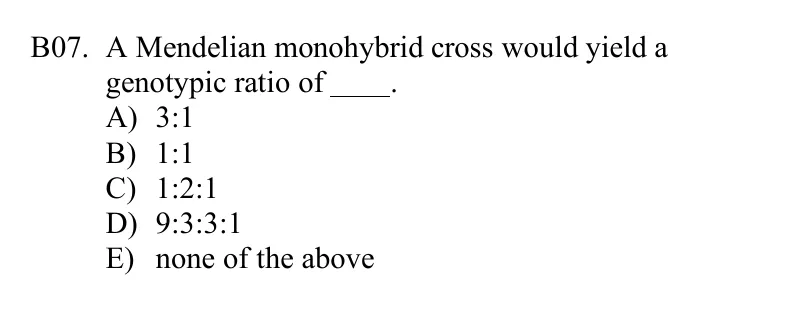 B07. A Mendelian monohybrid cross would yield a
genotypic ratio of ____.
A) 3:1
B) 1:1
C) 1:2:1
D) 9:3:3:1
E) none of the above